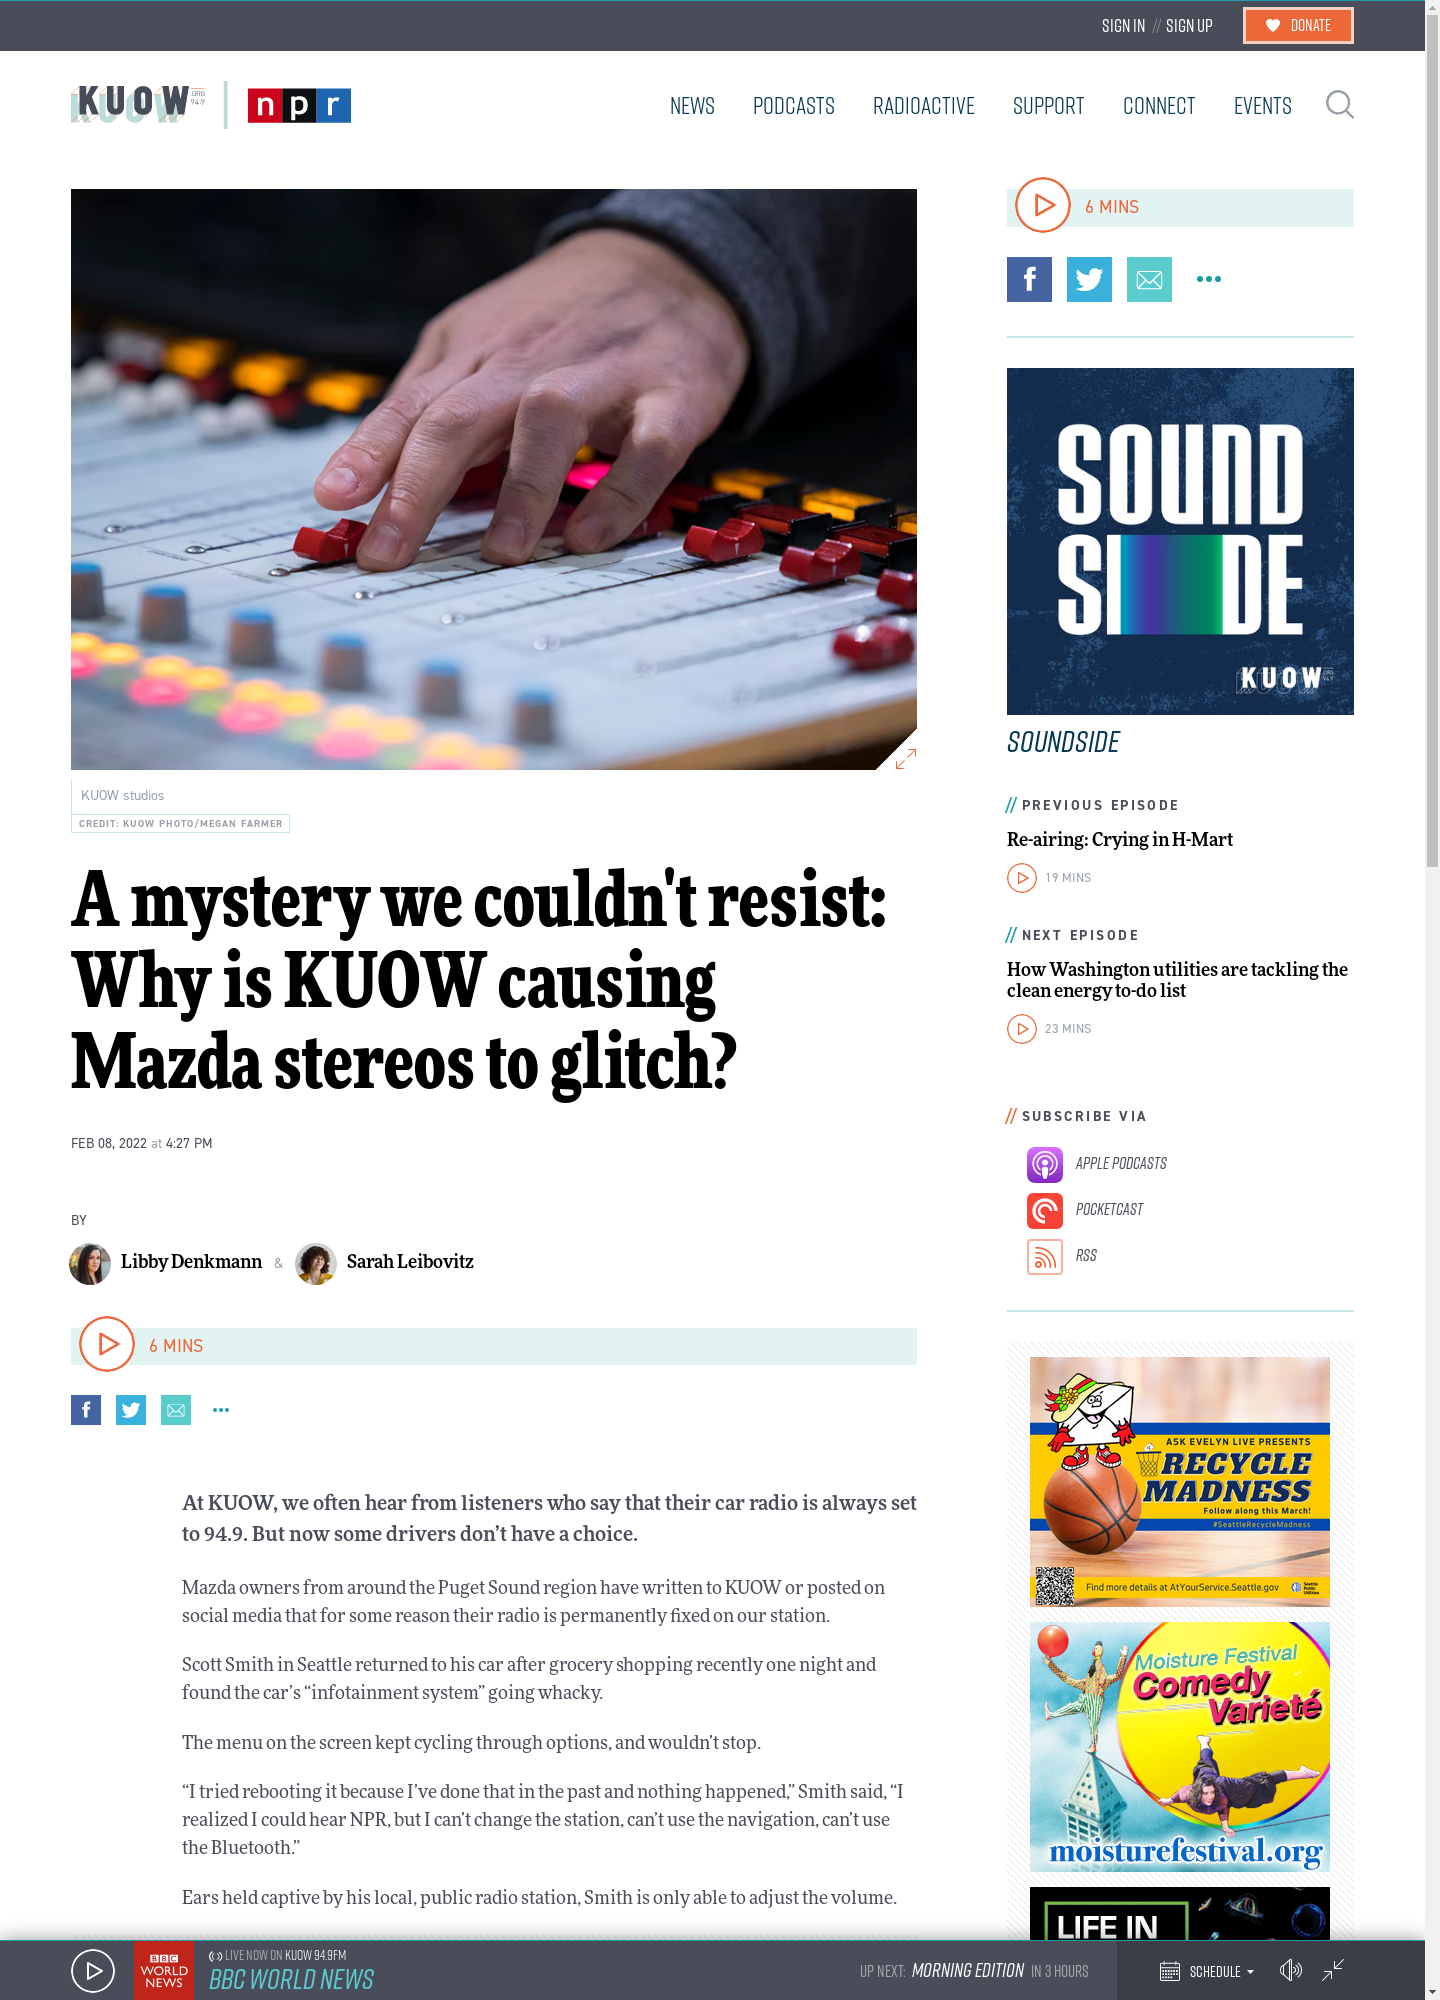 SIGN IN // SIGN UP
DONATE
KUOW .ORG 94.9
npr
NEWS PODCASTS RADIOACTIVE SUPPORT CONNECT EVENTS
KUOW studios
CREDIT: KUOW PHOTO/MEGAN FARMER
A mystery we couldn't resist:
Why is KUOW causing
Mazda stereos to glitch?
FEB 08, 2022 at 4:27 PM
BY
Libby Denkmann & Sarah Leibovitz
6 MINS
At KUOW, we often hear from listeners who say that their car radio is always set
to 94.9. But now some drivers don’t have a choice.
Mazda owners from around the Puget Sound region have written to KUOW or posted on
social media that for some reason their radio is permanently fixed on our station.
Scott Smith in Seattle returned to his car after grocery shopping recently one night and
found the car’s “infotainment system” going whacky.
The menu on the screen kept cycling through options, and wouldn’t stop.
“I tried rebooting it because I’ve done that in the past and nothing happened,” Smith said, “I
realized I could hear NPR, but I can’t change the station, can’t use the navigation, can’t use
the Bluetooth.”
Ears held captive by his local, public radio station, Smith is only able to adjust the volume.
6 MINS
SOUND
SIDE
KUOW
SOUNDSIDE
// PREVIOUS EPISODE
Re-airing: Crying in H-Mart
19 MINS
// NEXT EPISODE
How Washington utilities are tackling the
clean energy to-do list
23 MINS
// SUBSCRIBE VIA
APPLE PODCASTS
POCKETCAST
RSS
ASK EVELYN LIVE PRESENTS
RECYCLE
MADNESS
Follow along this March!
#SeattleRecycleMadness
Find more details at AtYourService.Seattle.gov
Seattle
Public
Utilities
Moisture Festival
Comedy
Varieté
moisturefestival.org
LIFE IN
BBC
WORLD
NEWS
LIVE NOW ON KUOW 94.9FM
BBC WORLD NEWS
UP NEXT: MORNING EDITION IN 3 HOURS
SCHEDULE